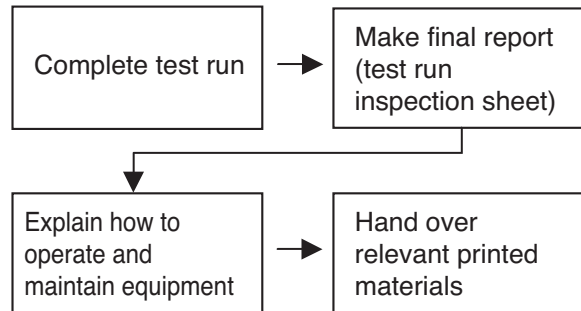 Complete test run
Make final report
(test run
inspection sheet)
Explain how to
operate and
maintain equipment
Hand over
relevant printed
materials